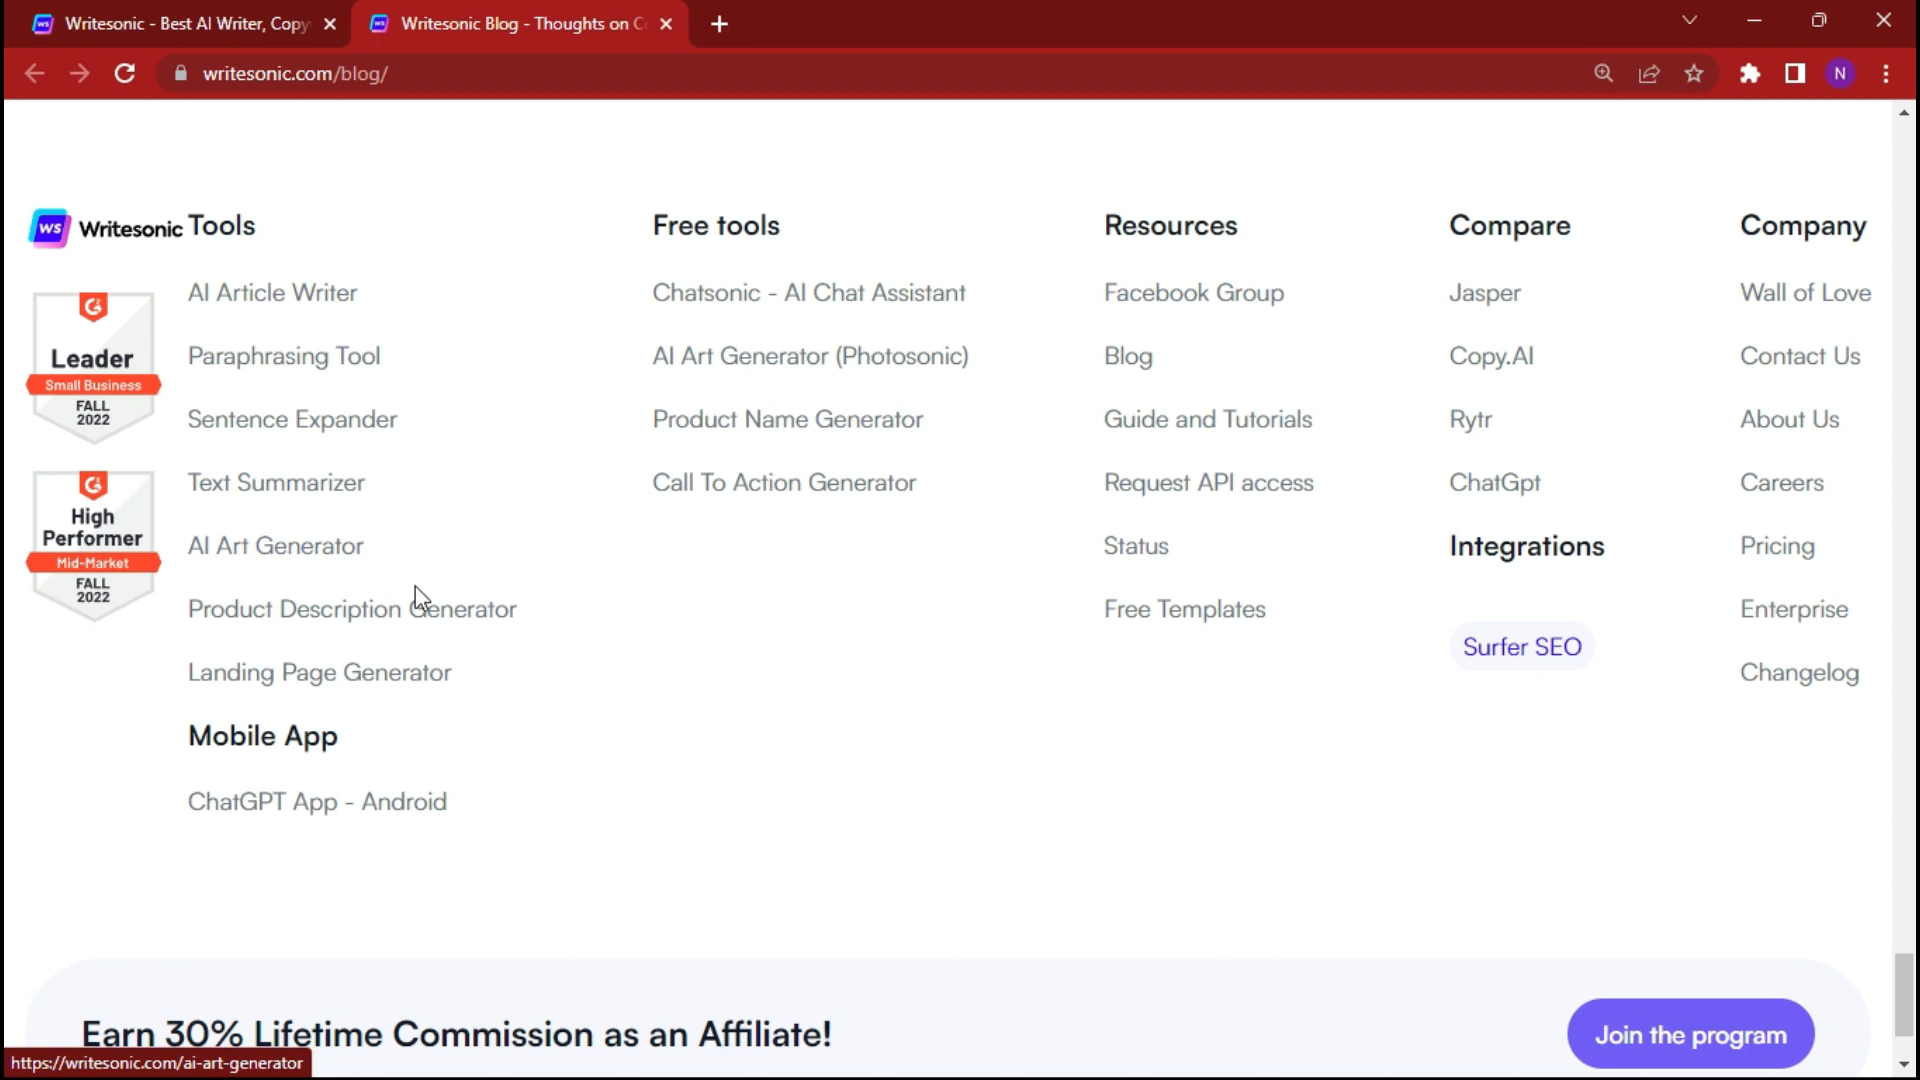 Writesonic - Best AI Writer, Copy
Writesonic Blog - Thoughts on C
writesonic.com/blog/
N
WS Writesonic
Leader
Small Business
FALL
2022
High
Performer
Mid-Market
FALL
2022
Tools
AI Article Writer
Paraphrasing Tool
Sentence Expander
Text Summarizer
AI Art Generator
Product Description Generator
Landing Page Generator
Mobile App
ChatGPT App - Android
Free tools
Chatsonic - AI Chat Assistant
AI Art Generator (Photosonic)
Product Name Generator
Call To Action Generator
Resources
Facebook Group
Blog
Guide and Tutorials
Request API access
Status
Free Templates
Compare
Jasper
Copy.AI
Rytr
ChatGpt
Integrations
Surfer SEO
Company
Wall of Love
Contact Us
About Us
Careers
Pricing
Enterprise
Changelog
Earn 30% Lifetime Commission as an Affiliate!
Join the program
https://writesonic.com/ai-art-generator